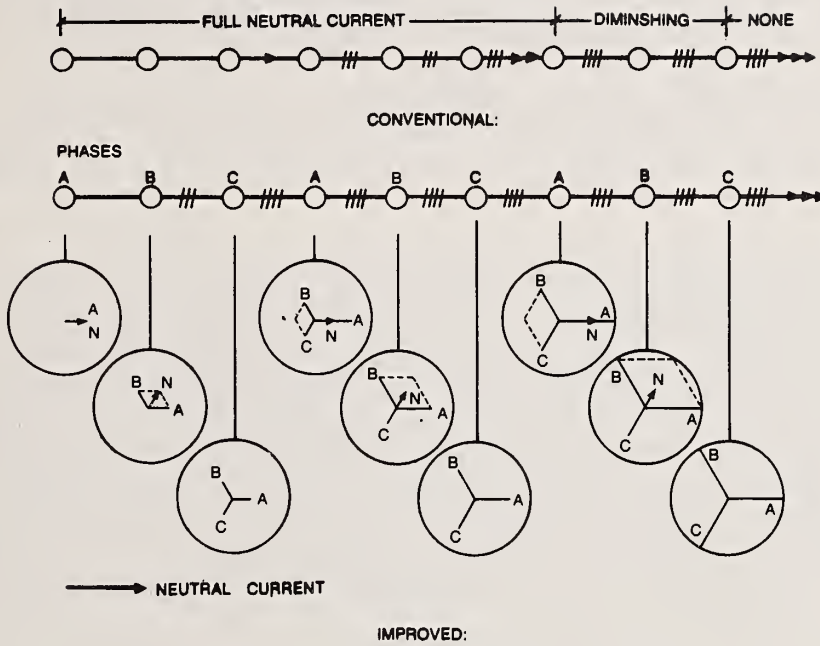 FULL NEUTRAL CURRENT DIMINSHING NONE
CONVENTIONAL:
PHASES
A B C A B C A B C
A
N
B
C
N
A
B
C
N
A
B N
A
B
N
A
C
B
N
A
C
B
A
C
B
A
C
B
A
C
NEUTRAL CURRENT
IMPROVED: